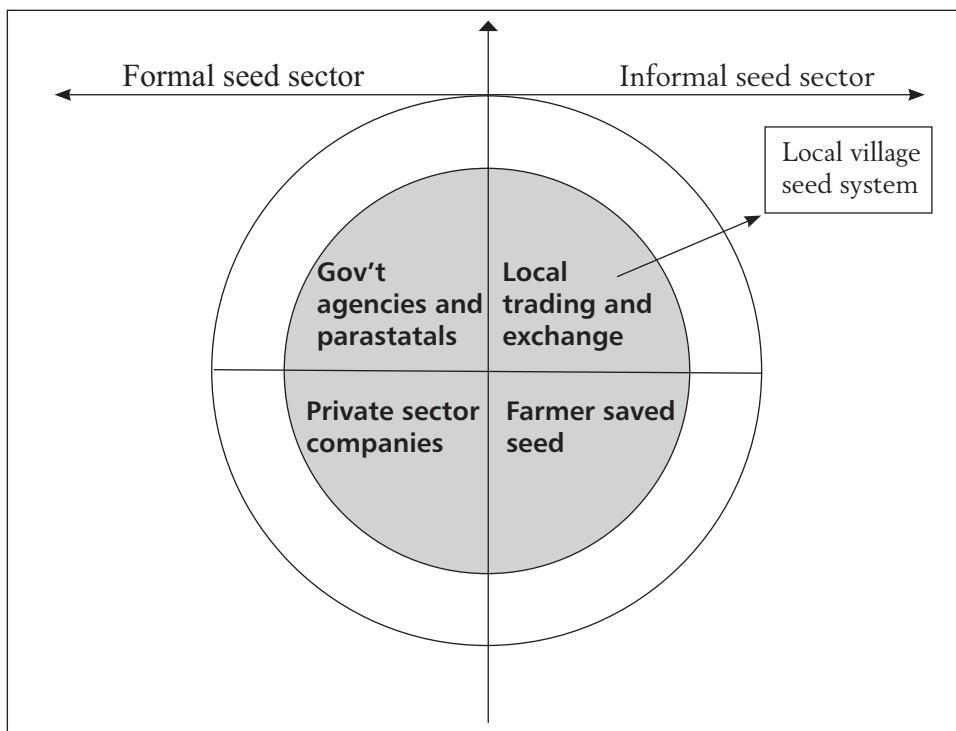 Formal seed sector
Informal seed sector
Local village
seed system
Gov't
agencies and
parastatals
Local
trading and
exchange
Private sector
companies
Farmer saved
seed